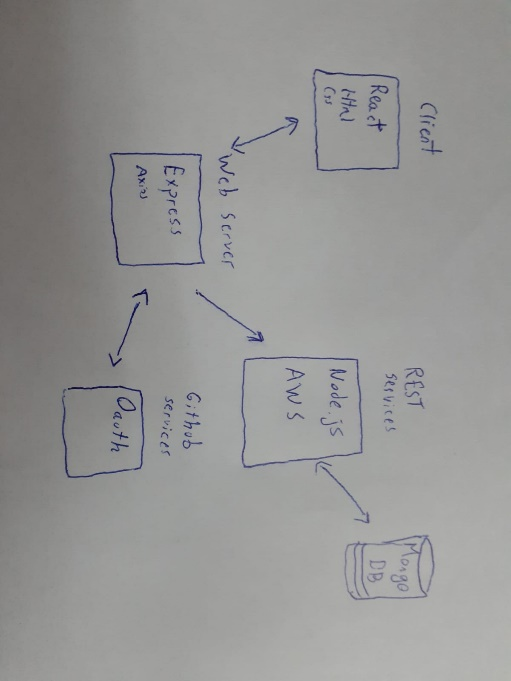 Client
React
Html
Css
Web Server
Express
Axios
REST
services
Node.js
AWS
Github
services
Oauth
Mongo
DB